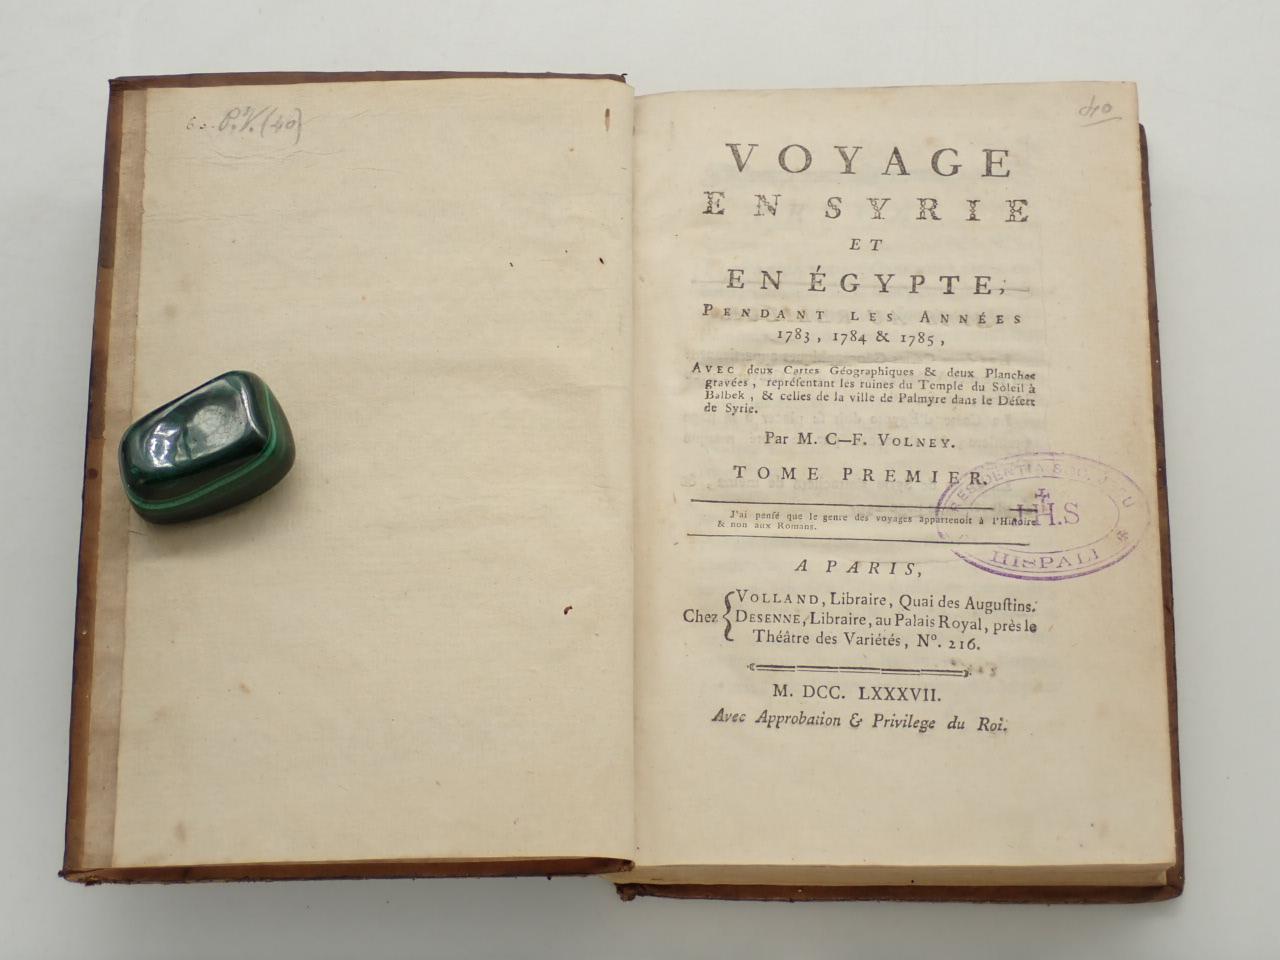 P.V. (40)
40
VOYAGE
EN SYRIE
ET
EN ÉGYPTE,
PENDANT LES ANNÉES
1783, 1784 & 1785,
AVEC deux Cartes Géographiques & deux Planches
gravées, repréſentant les ruines du Temple du Soleil à
Balbek, & celles de la ville de Palmyre dans le Déſert
de Syrie.
Par M. C—F. VOLNEY.
TOME PREMIER.
J'ai penſé que le genre des voyages appartenoit à l'Hiſtoire
& non aux Romans.
RESIDENTIA SOC. JESU
I.H.S
HISPALI
A PARIS,
Chez { VOLLAND, Libraire, Quai des Auguſtins.
DESENNE, Libraire, au Palais Royal, près le
Théâtre des Variétés, N°. 216.
M. DCC. LXXXVII.
Avec Approbation & Privilege du Roi.